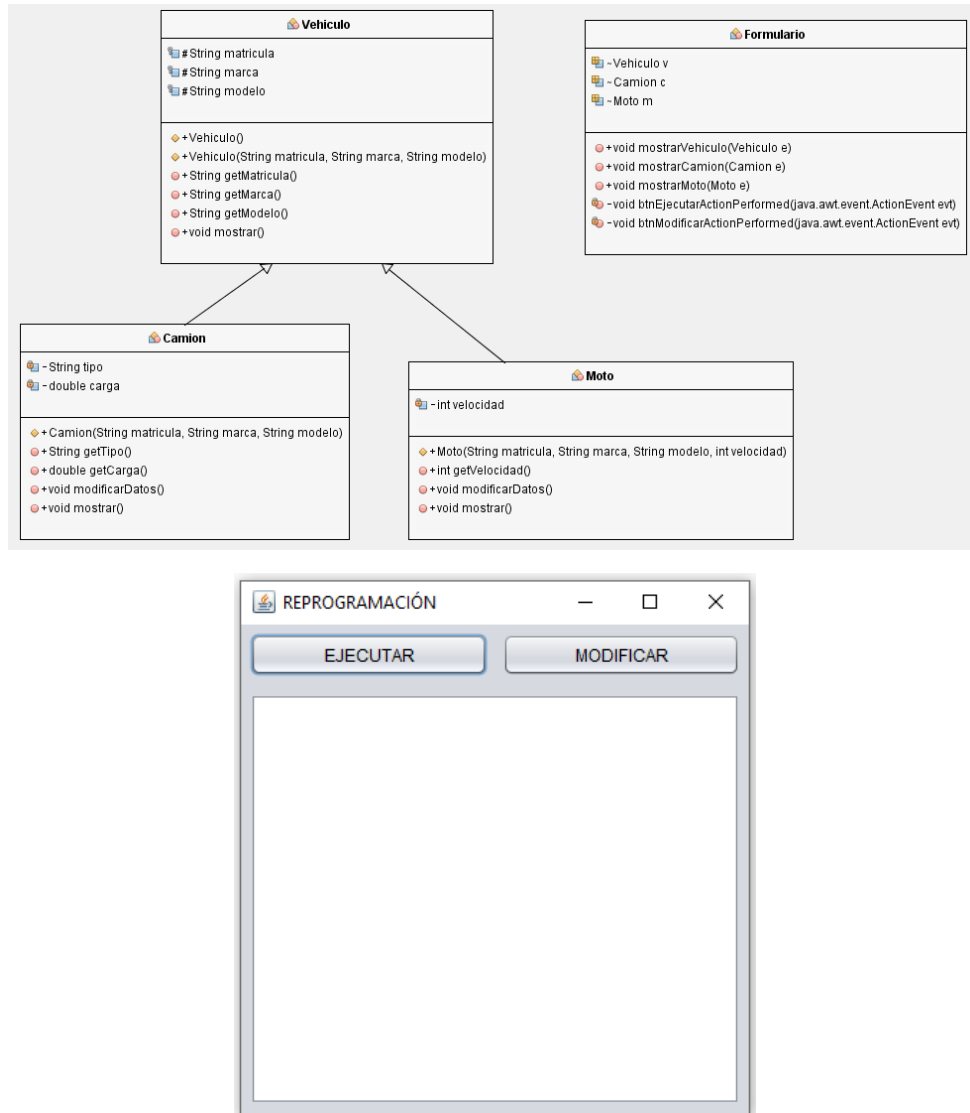 Vehiculo
# String matricula
# String marca
# String modelo
+Vehiculo()
+Vehiculo(String matricula, String marca, String modelo)
+String getMatricula()
+String getMarca()
+String getModelo()
+void mostrar()
Formulario
~Vehiculo v
~Camion c
~Moto m
+void mostrarVehiculo(Vehiculo e)
+void mostrarCamion(Camion e)
+void mostrarMoto(Moto e)
-void btnEjecutarActionPerformed(java.awt.event.ActionEvent evt)
-void btnModificarActionPerformed(java.awt.event.ActionEvent evt)
Camion
-String tipo
-double carga
+Camion(String matricula, String marca, String modelo)
+String getTipo()
+double getCarga()
+void modificarDatos()
+void mostrar()
Moto
-int velocidad
+Moto(String matricula, String marca, String modelo, int velocidad)
+int getVelocidad()
+void modificarDatos()
+void mostrar()
REPROGRAMACIÓN
EJECUTAR MODIFICAR